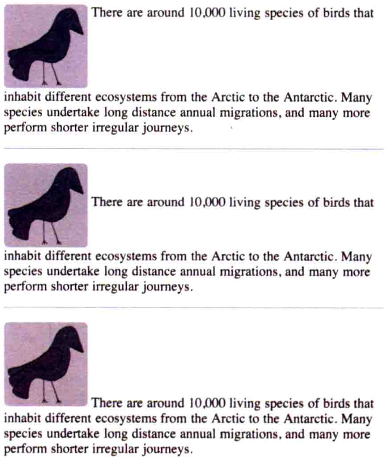 There are around 10,000 living species of birds that
inhabit different ecosystems from the Arctic to the Antarctic. Many
species undertake long distance annual migrations, and many more
perform shorter irregular journeys.
There are around 10,000 living species of birds that
inhabit different ecosystems from the Arctic to the Antarctic. Many
species undertake long distance annual migrations, and many more
perform shorter irregular journeys.
There are around 10,000 living species of birds that
inhabit different ecosystems from the Arctic to the Antarctic. Many
species undertake long distance annual migrations, and many more
perform shorter irregular journeys.